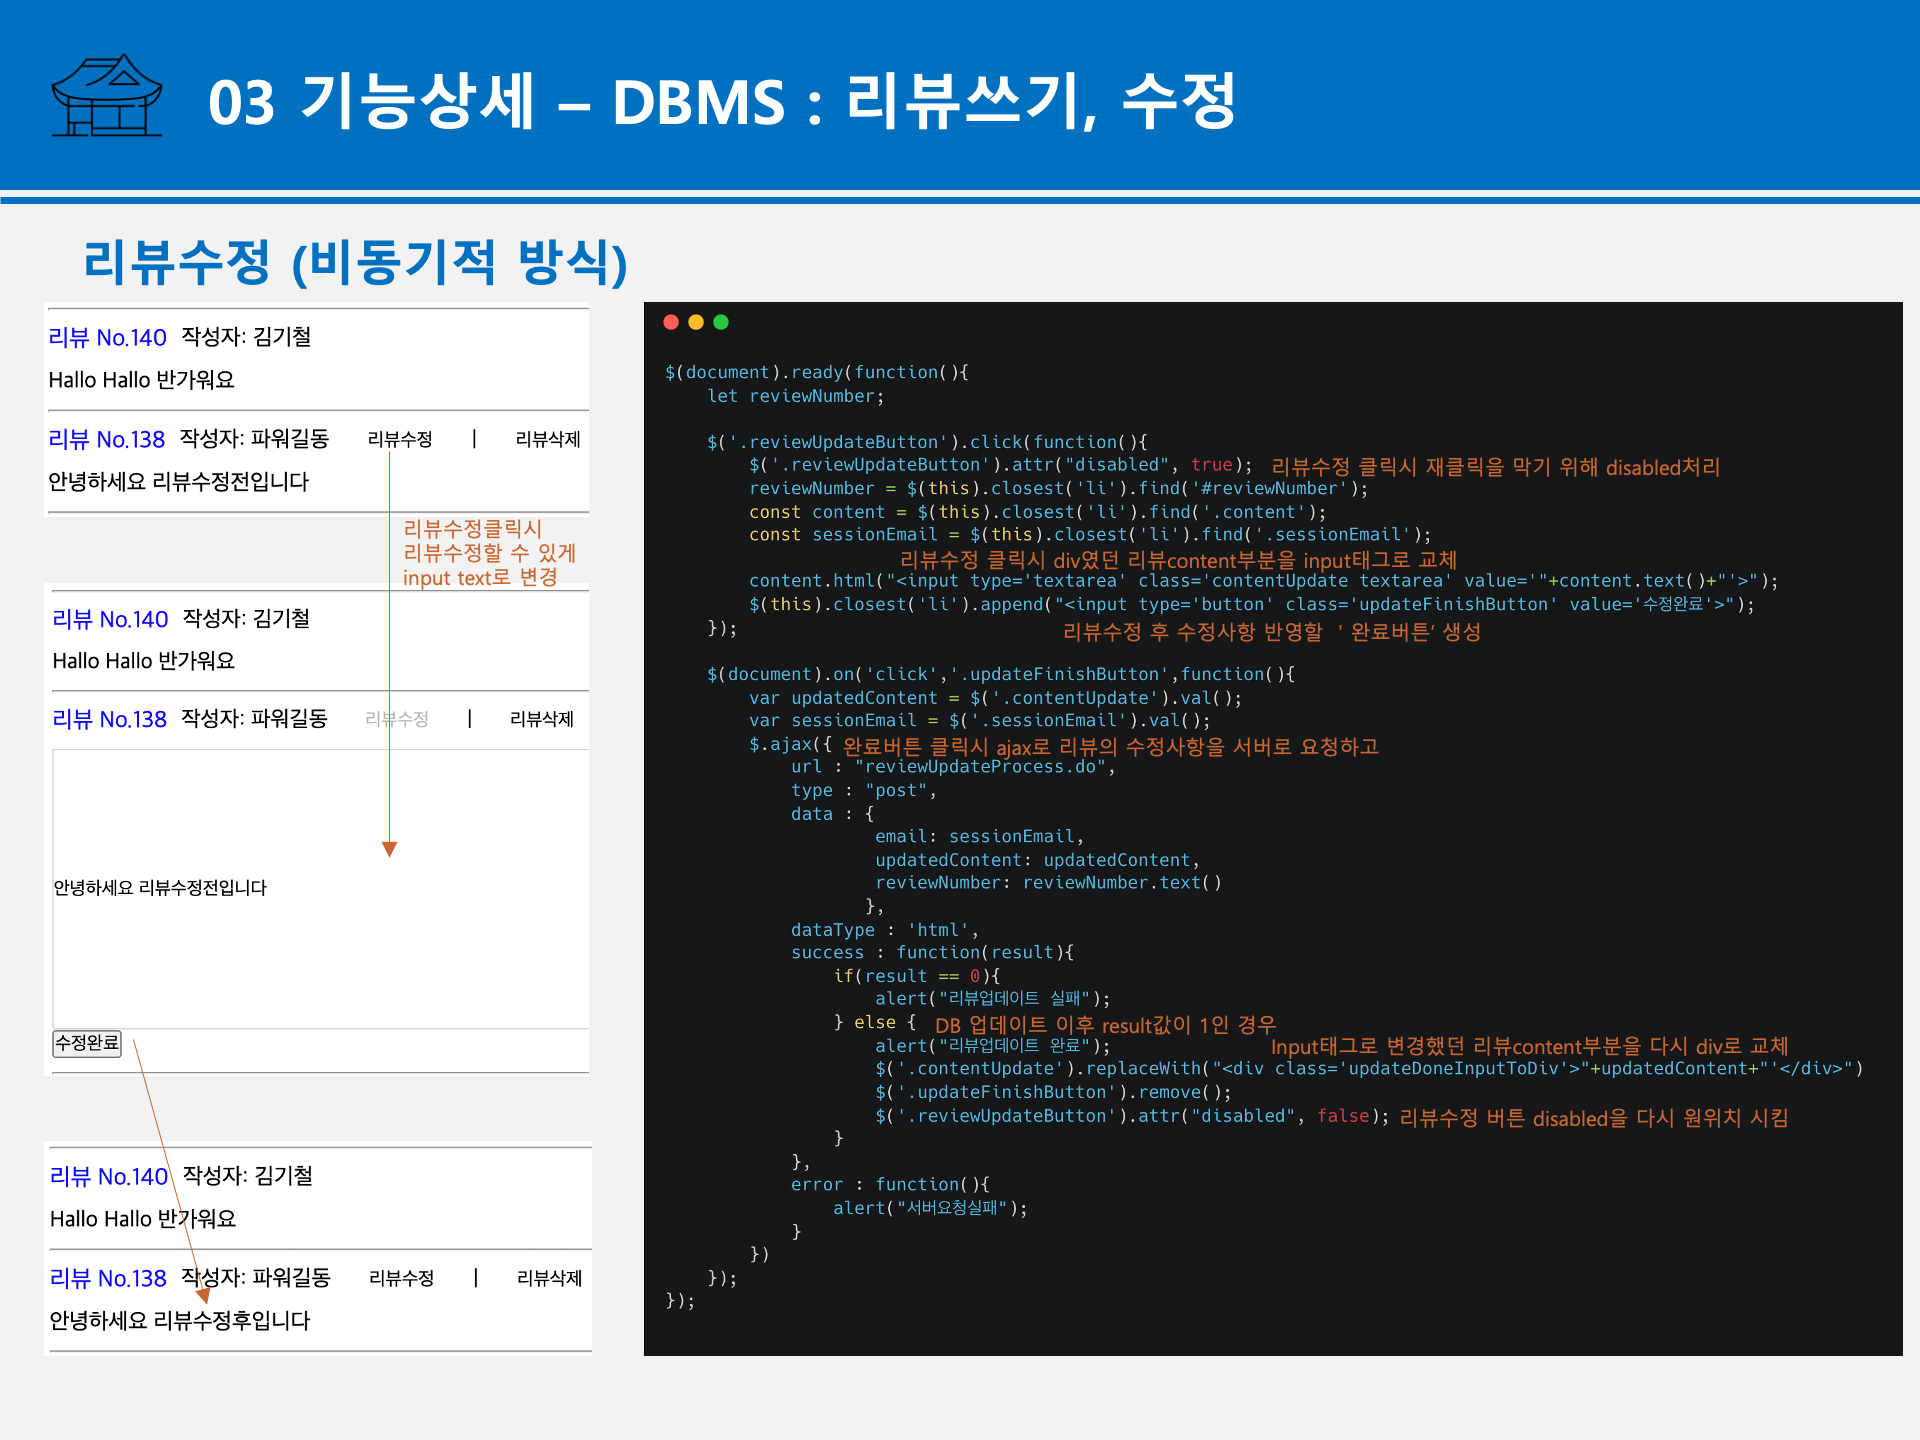 03 기능상세 – DBMS : 리뷰쓰기, 수정
리뷰수정 (비동기적 방식)
리뷰 No.140 작성자: 김기철
Hallo Hallo 반가워요
리뷰 No.138 작성자: 파워길동 리뷰수정 | 리뷰삭제
안녕하세요 리뷰수정전입니다
리뷰수정클릭시
리뷰수정할 수 있게
input text로 변경
리뷰 No.140 작성자: 김기철
Hallo Hallo 반가워요
리뷰 No.138 작성자: 파워길동 리뷰수정 | 리뷰삭제
안녕하세요 리뷰수정전입니다
수정완료
리뷰 No.140 작성자: 김기철
Hallo Hallo 반가워요
리뷰 No.138 작성자: 파워길동 리뷰수정 | 리뷰삭제
안녕하세요 리뷰수정후입니다
$(document).ready(function(){
let reviewNumber;
$('.reviewUpdateButton').click(function(){
$('.reviewUpdateButton').attr("disabled", true); 리뷰수정 클릭시 재클릭을 막기 위해 disabled처리
reviewNumber = $(this).closest('li').find('#reviewNumber');
const content = $(this).closest('li').find('.content');
const sessionEmail = $(this).closest('li').find('.sessionEmail');
리뷰수정 클릭시 div였던 리뷰content부분을 input태그로 교체
content.html("<input type='textarea' class='contentUpdate textarea' value='"+content.text()+"'>");
$(this).closest('li').append("<input type='button' class='updateFinishButton' value='수정완료'>");
});
리뷰수정 후 수정사항 반영할 ' 완료버튼’ 생성
$(document).on('click','.updateFinishButton',function(){
var updatedContent = $('.contentUpdate').val();
var sessionEmail = $('.sessionEmail').val();
$.ajax({ 완료버튼 클릭시 ajax로 리뷰의 수정사항을 서버로 요청하고
url : "reviewUpdateProcess.do",
type : "post",
data : {
email: sessionEmail,
updatedContent: updatedContent,
reviewNumber: reviewNumber.text()
},
dataType : 'html',
success : function(result){
if(result == 0){
alert("리뷰업데이트 실패");
} else { DB 업데이트 이후 result값이 1인 경우
alert("리뷰업데이트 완료"); Input태그로 변경했던 리뷰content부분을 다시 div로 교체
$('.contentUpdate').replaceWith("<div class='updateDoneInputToDiv'>"+updatedContent+"'</div>")
$('.updateFinishButton').remove();
$('.reviewUpdateButton').attr("disabled", false); 리뷰수정 버튼 disabled을 다시 원위치 시킴
}
},
error : function(){
alert("서버요청실패");
}
})
});
});